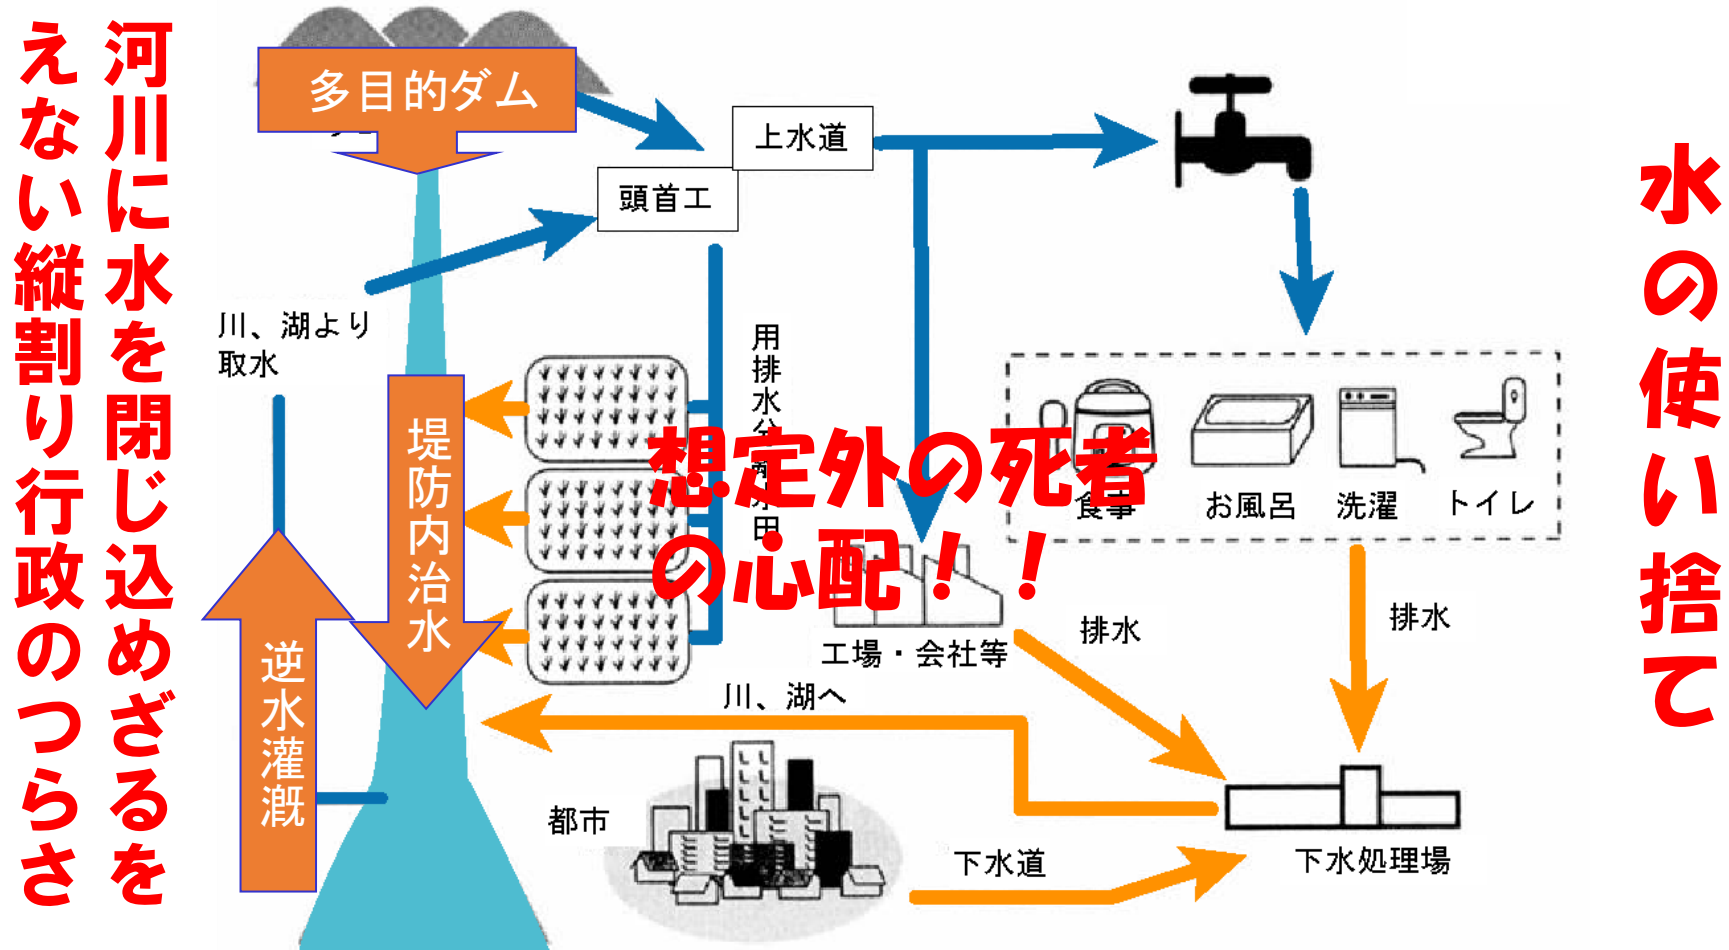 河川に水を閉じ込めざるを
えない縦割り行政のつらさ
多目的ダム
上水道
頭首工
川、湖より
取水
用排水分離水田
堤防内治水
逆水灌漑
想定外の死者
の心配！！
食事
お風呂
洗濯
トイレ
工場・会社等
排水
排水
川、湖へ
都市
下水道
下水処理場
水の使い捨て